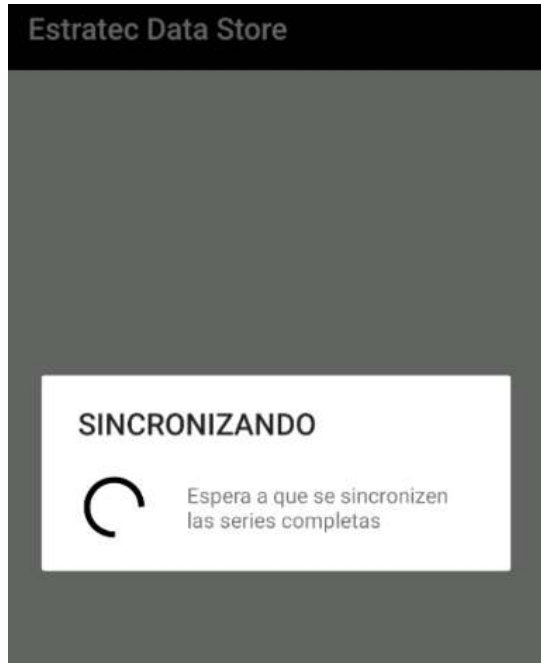 Estratec Data Store
SINCRONIZANDO
Espera a que se sincronizen
las series completas